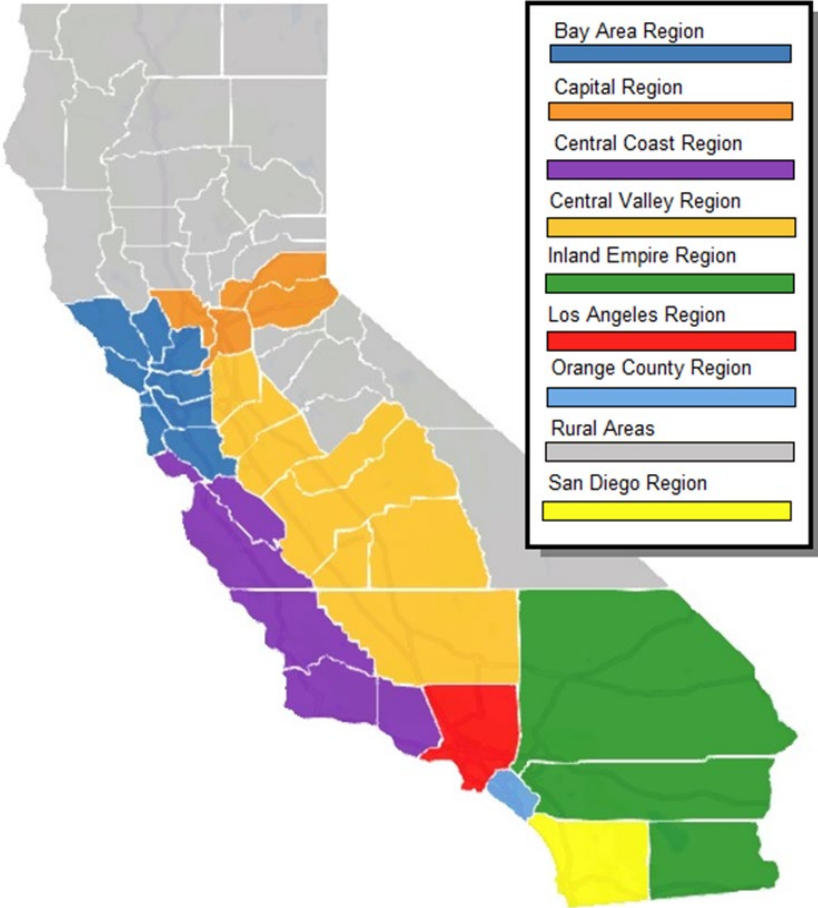 Bay Area Region
Capital Region
Central Coast Region
Central Valley Region
Inland Empire Region
Los Angeles Region
Orange County Region
Rural Areas
San Diego Region